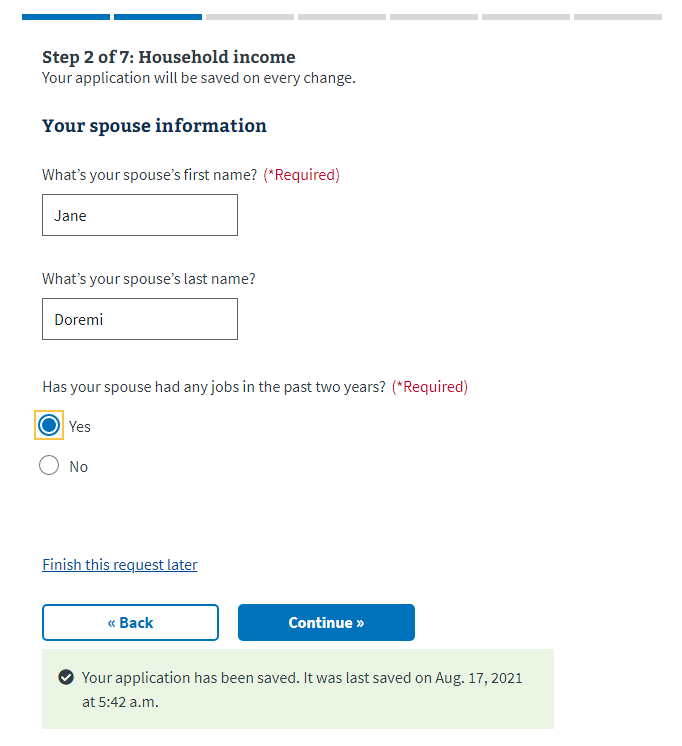 Step 2 of 7: Household income
Your application will be saved on every change.
Your spouse information
What’s your spouse’s first name? (*Required)
Jane
What’s your spouse’s last name?
Doremi
Has your spouse had any jobs in the past two years? (*Required)
Yes
No
Finish this request later
« Back
Continue »
Your application has been saved. It was last saved on Aug. 17, 2021
at 5:42 a.m.